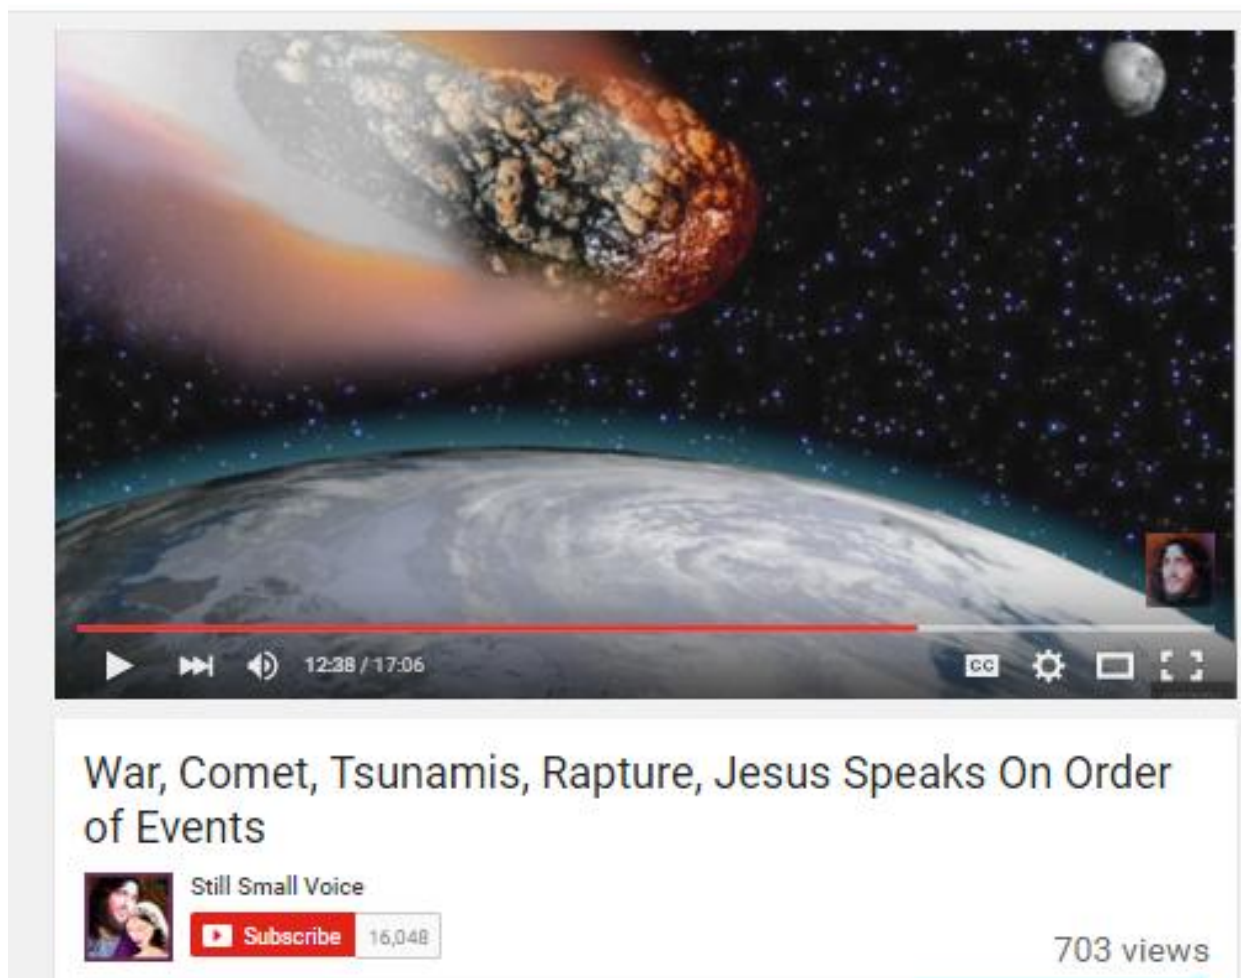 12:38 / 17:06
CC
War, Comet, Tsunamis, Rapture, Jesus Speaks On Order
of Events
Still Small Voice
Subscribe 16,048
703 views